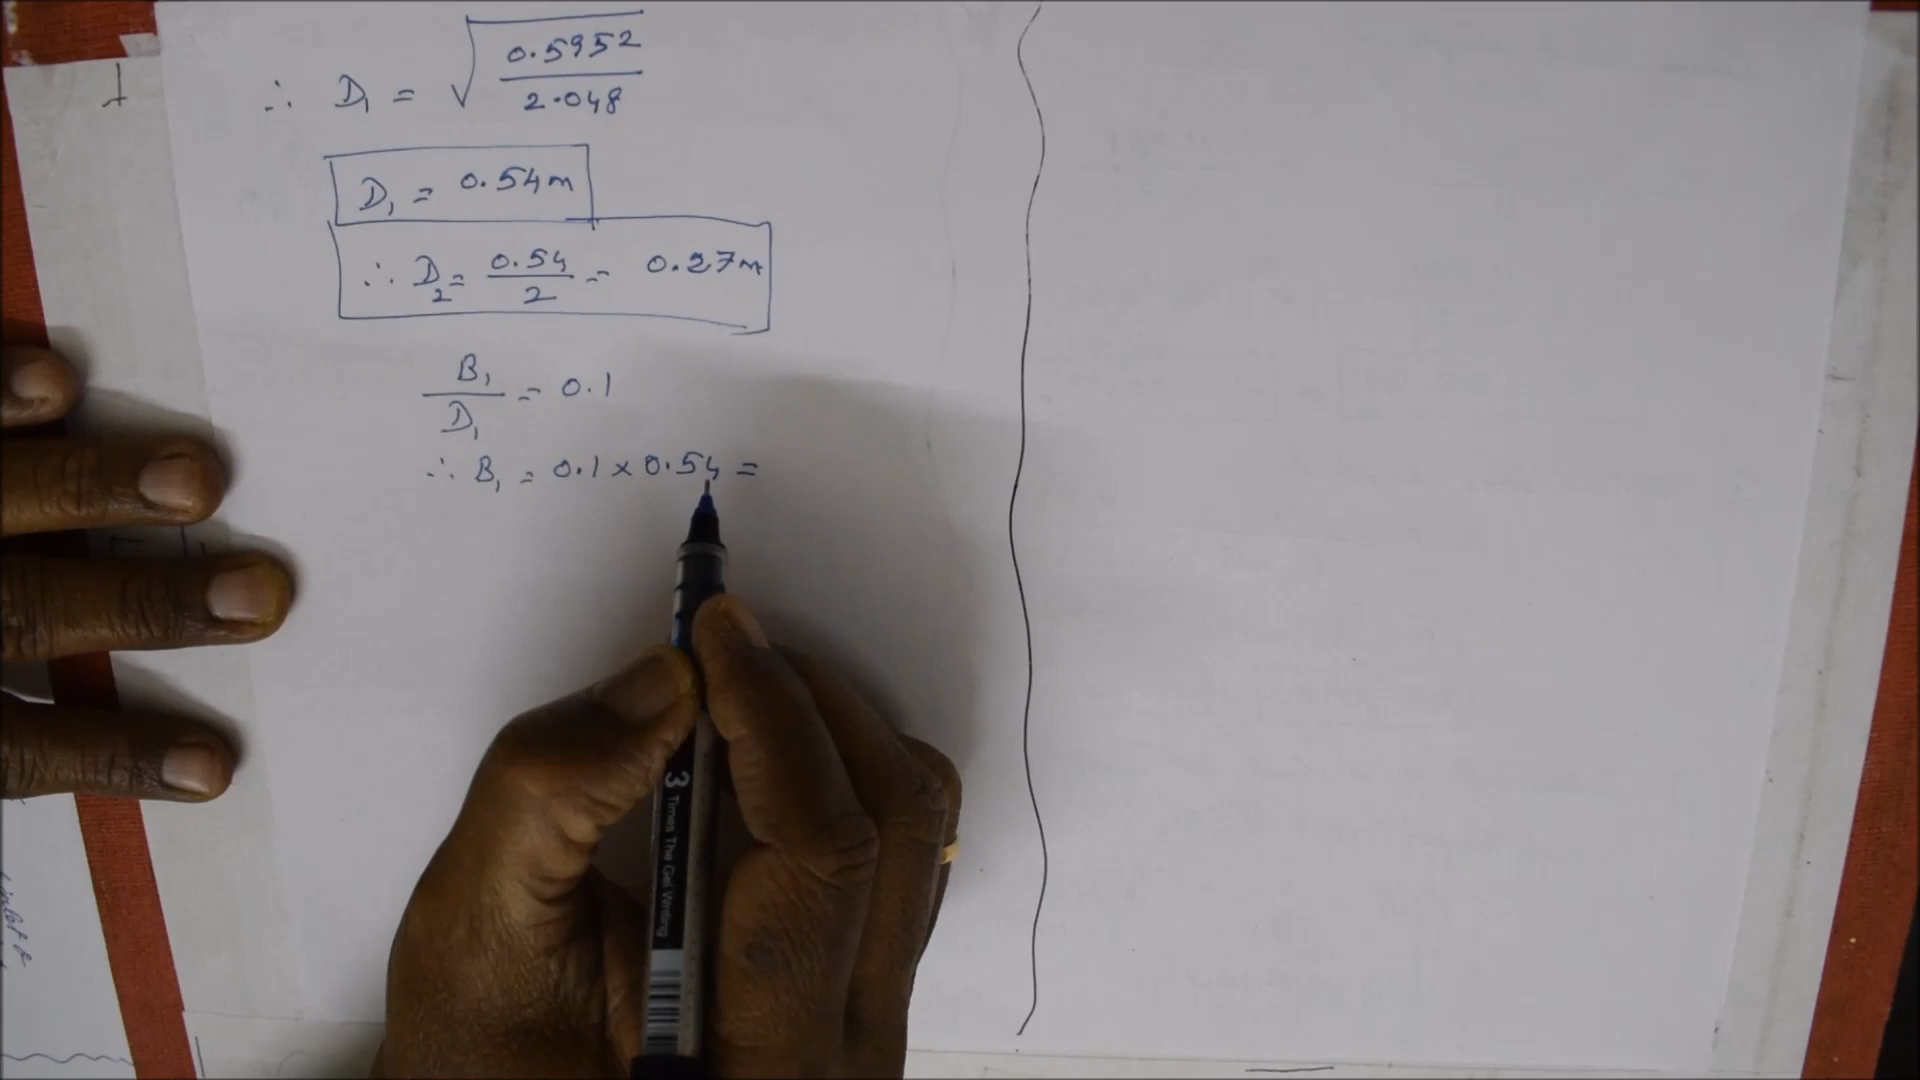 ∴ D₁ = √(0.5952 / 2.048)
D₁ = 0.54m
∴ D₂ = 0.54 / 2 = 0.27m
B₁ / D₁ = 0.1
∴ B₁ = 0.1 × 0.54 =
3 Times The Gel Writing